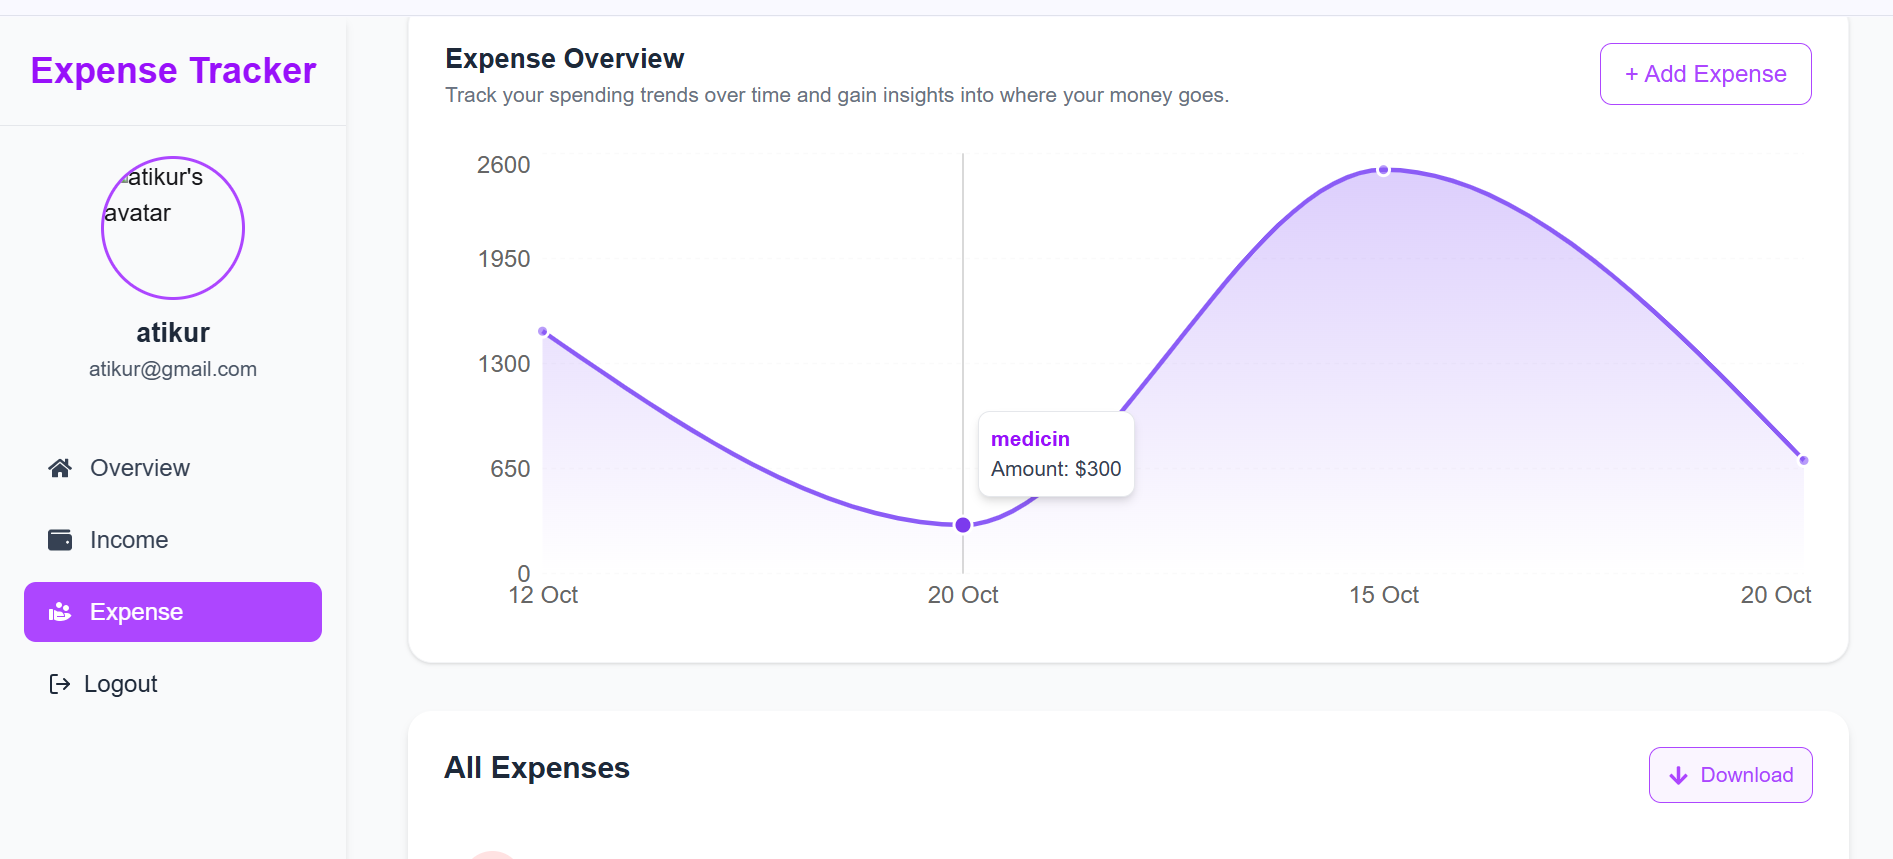 Expense Tracker
atikur's
avatar
atikur
atikur@gmail.com
Overview
Income
Expense
Logout
Expense Overview
Track your spending trends over time and gain insights into where your money goes.
+ Add Expense
2600
1950
1300
650
0
medicin
Amount: $300
12 Oct
20 Oct
15 Oct
20 Oct
All Expenses
Download